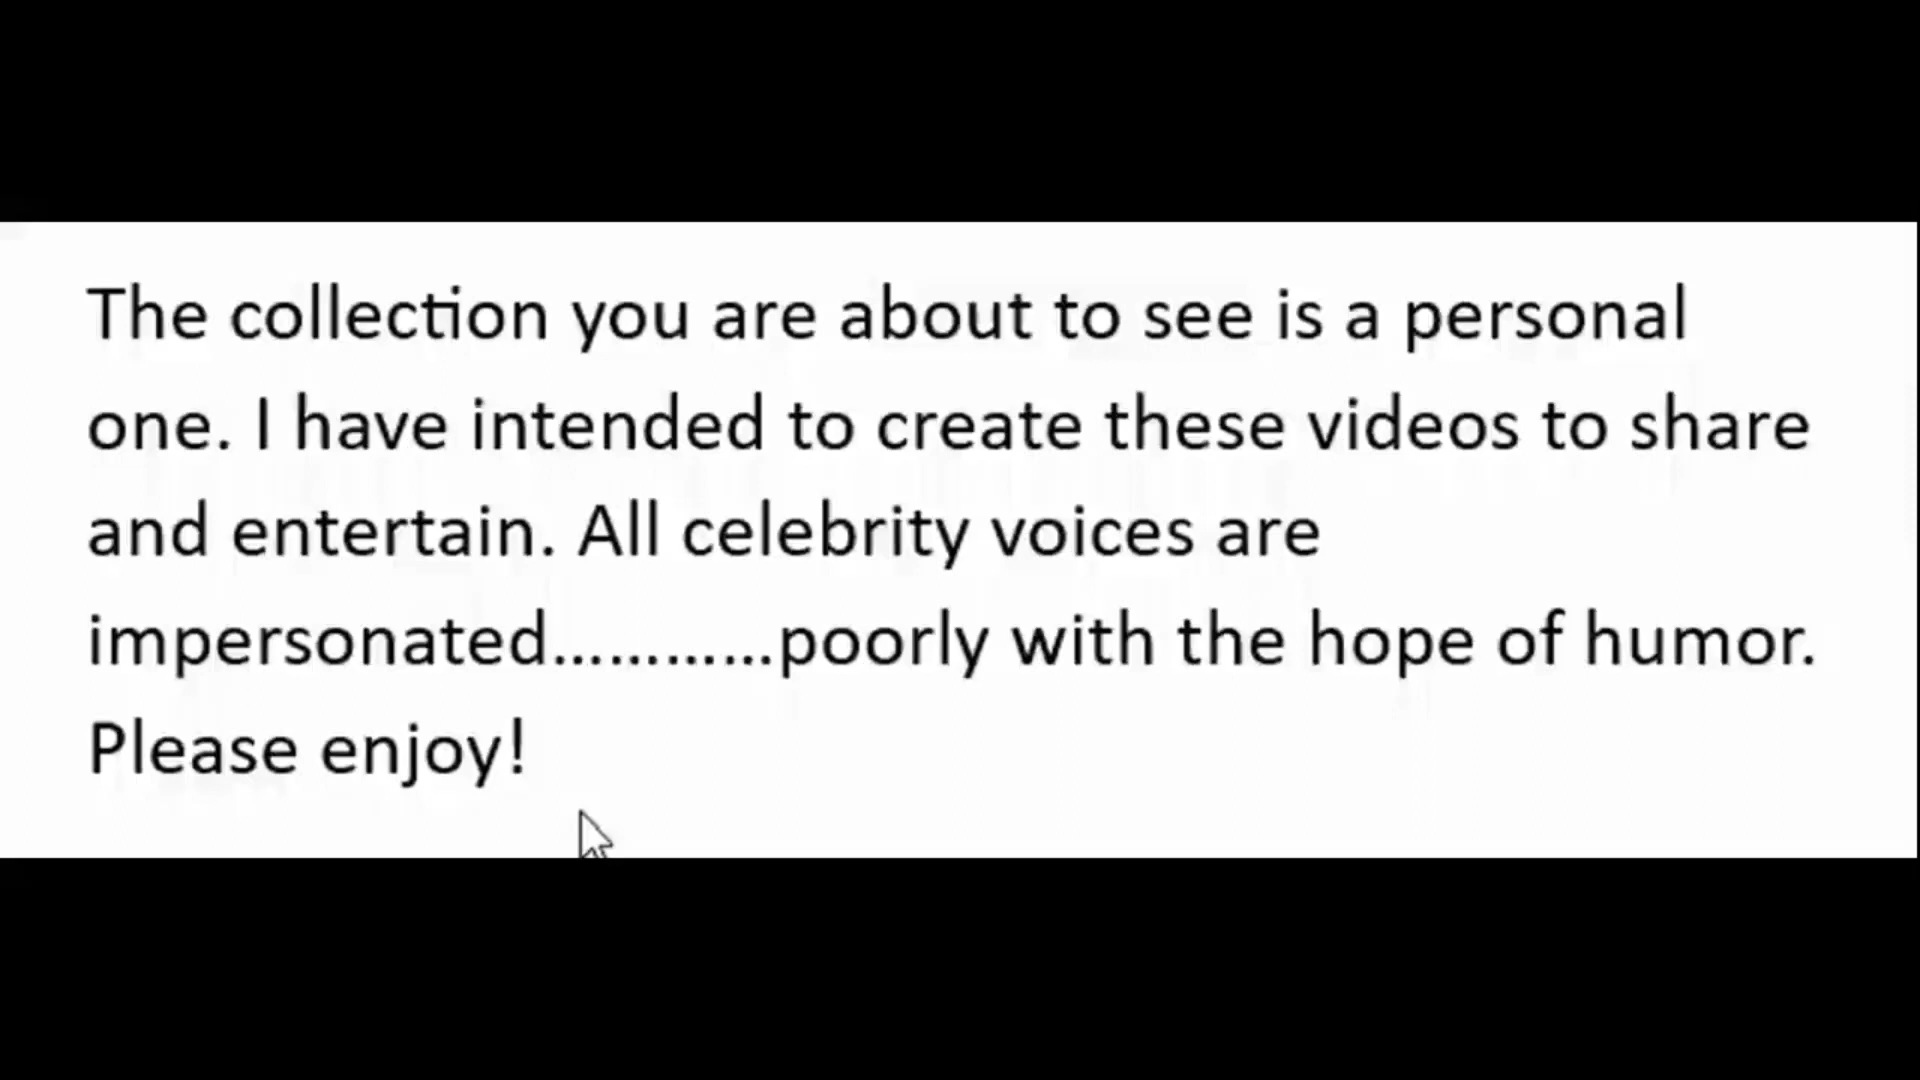 The collection you are about to see is a personal
one. I have intended to create these videos to share
and entertain. All celebrity voices are
impersonated............poorly with the hope of humor.
Please enjoy!